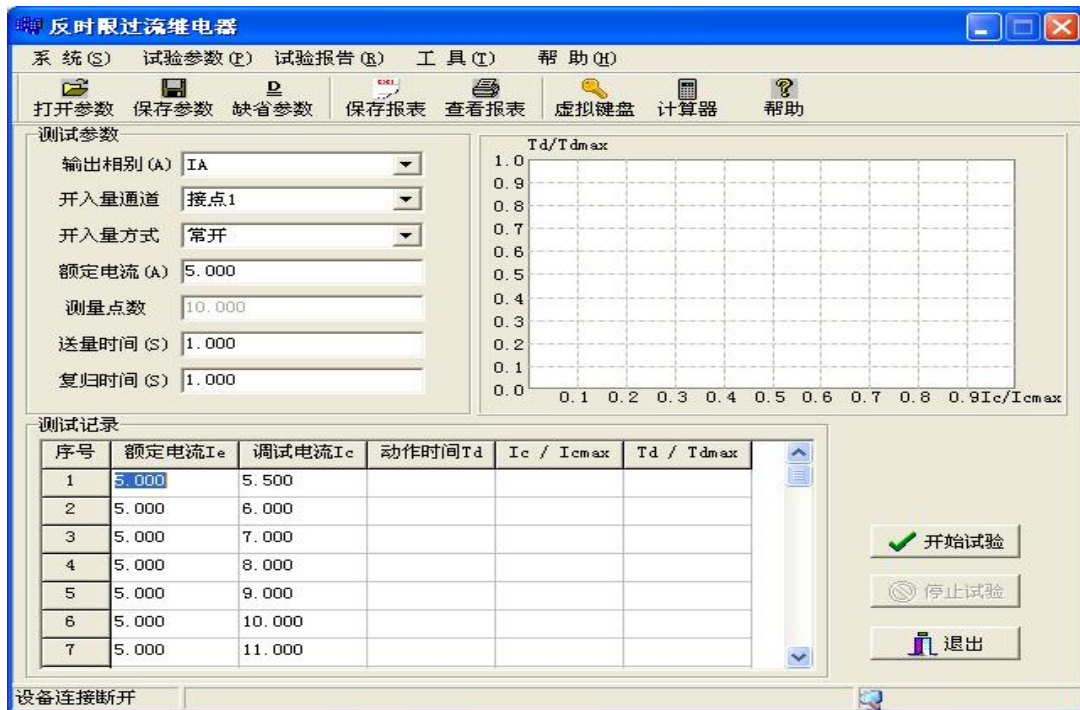 反时限过流继电器
系 统(S) 试验参数(P) 试验报告(R) 工 具(T) 帮 助(H)
打开参数 保存参数 缺省参数 保存报表 查看报表 虚拟键盘 计算器 帮助
测试参数
输出相别(A) IA
开入量通道 接点1
开入量方式 常开
额定电流(A) 5.000
测量点数 10.000
送量时间(S) 1.000
复归时间(S) 1.000
Td/Tdmax
1.0
0.9
0.8
0.7
0.6
0.5
0.4
0.3
0.2
0.1
0.0
0.1 0.2 0.3 0.4 0.5 0.6 0.7 0.8 0.9Ic/Icmax
测试记录
序号 额定电流Ie 调试电流Ic 动作时间Td Ic / Icmax Td / Tdmax
1 5.000 5.500
2 5.000 6.000
3 5.000 7.000
4 5.000 8.000
5 5.000 9.000
6 5.000 10.000
7 5.000 11.000
开始试验
停止试验
退出
设备连接断开